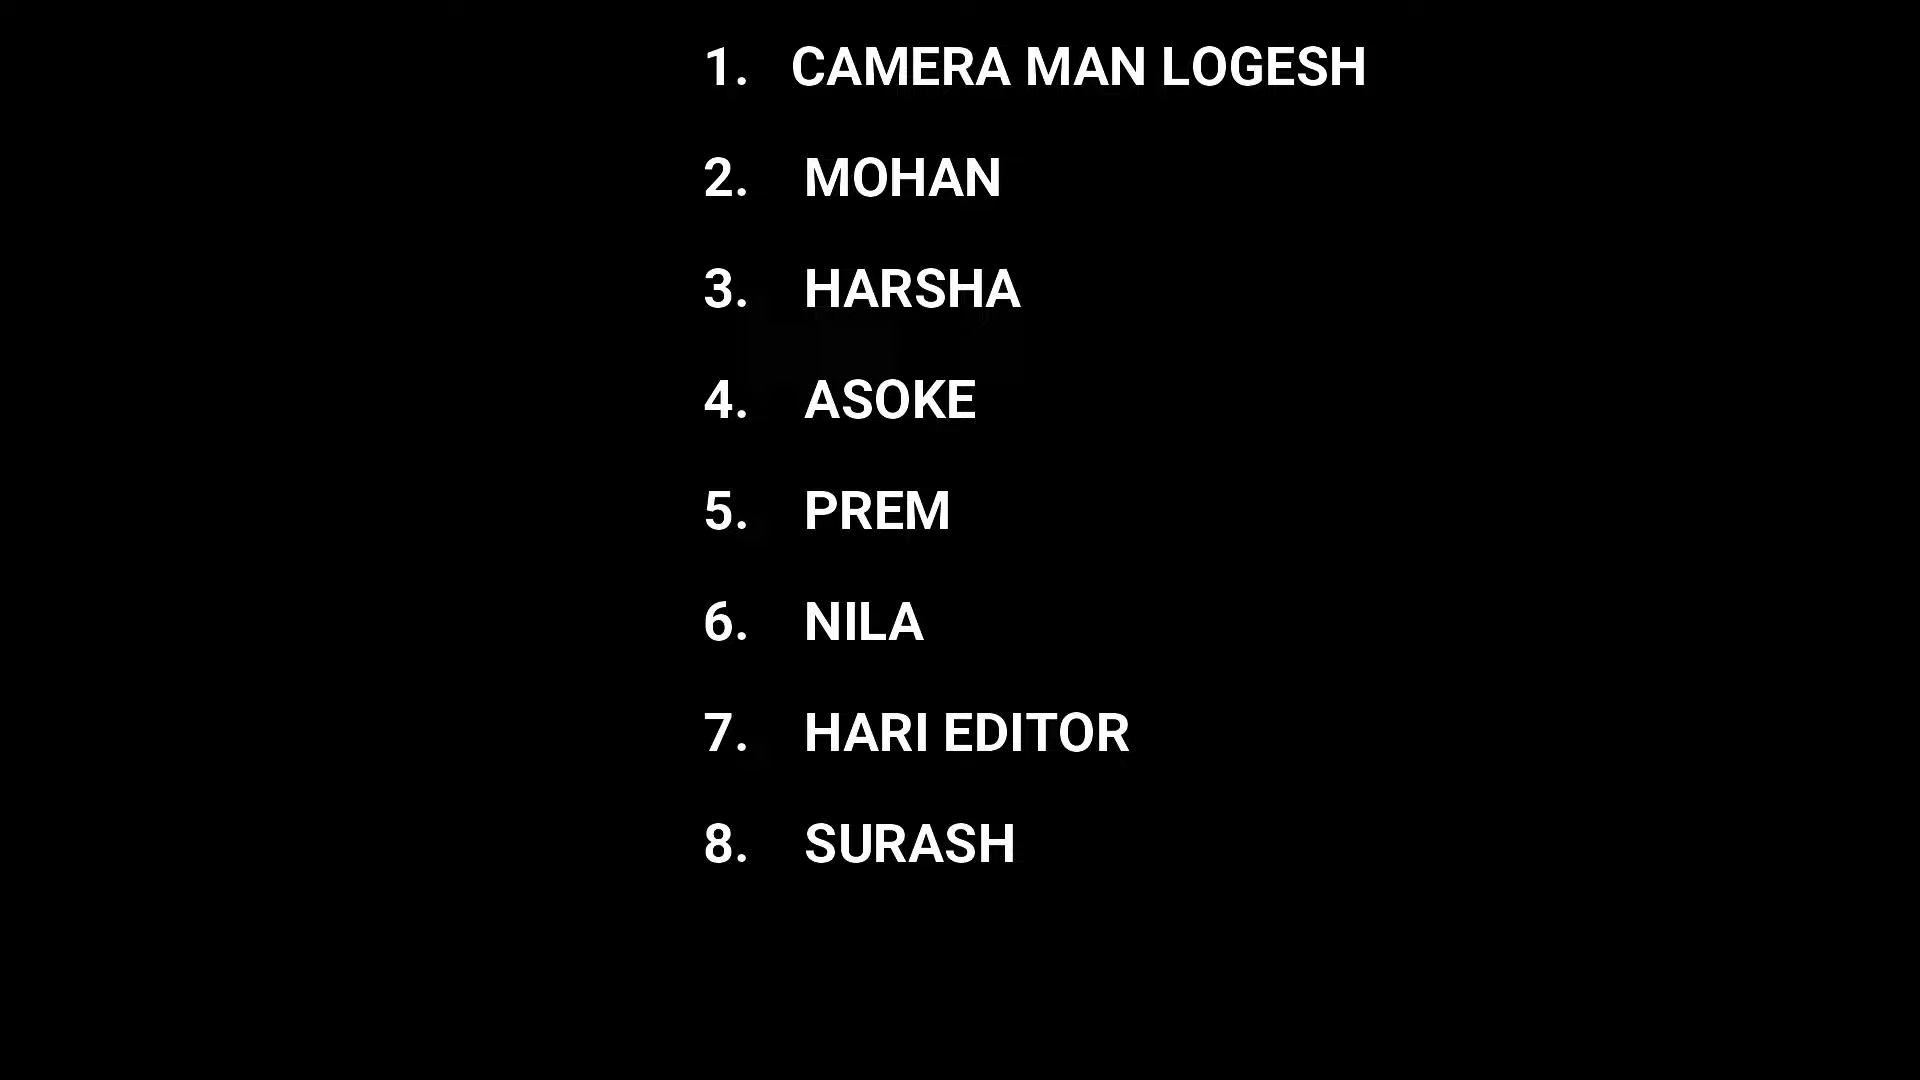 1. CAMERA MAN LOGESH
2. MOHAN
3. HARSHA
4. ASOKE
5. PREM
6. NILA
7. HARI EDITOR
8. SURASH